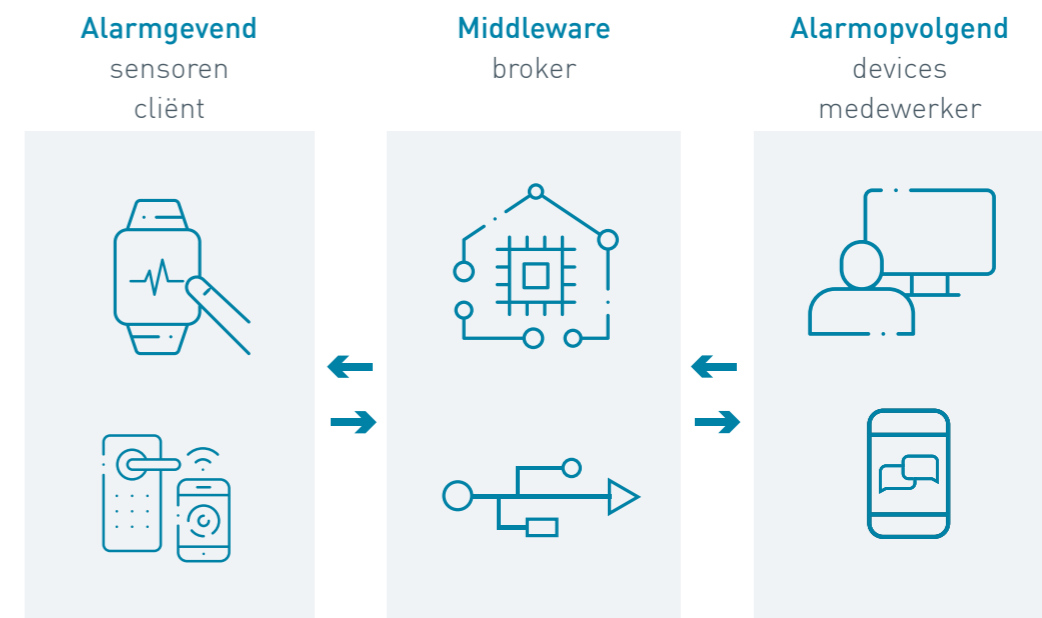 Alarmgevend
sensoren
cliënt
Middleware
broker
Alarmopvolgend
devices
medewerker